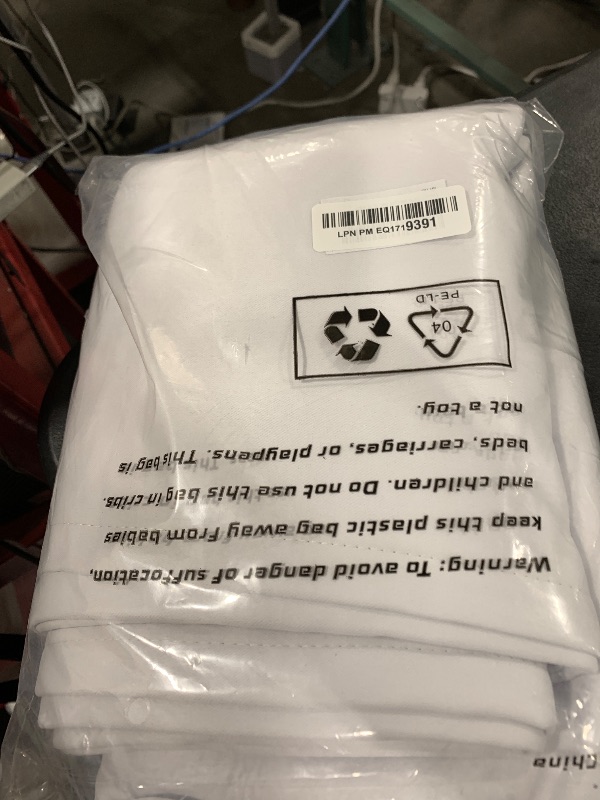 LPN PM EQ1719391
Warning: To avoid danger of suffocation,
keep this plastic bag away from babies
and children. Do not use this bag in cribs,
beds, carriages, or playpens. This bag is
not a toy.
04
PE-LD
China